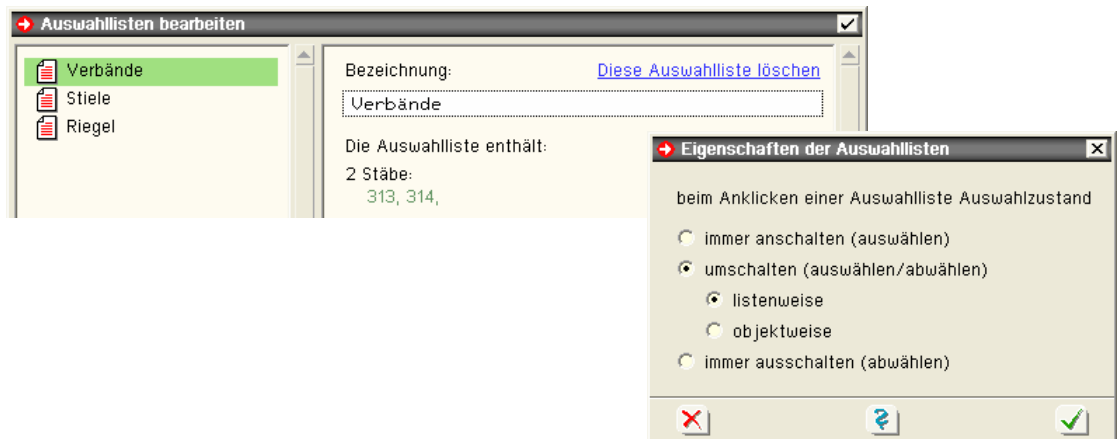 Auswahllisten bearbeiten
Verbände
Stiele
Riegel
Bezeichnung:
Diese Auswahlliste löschen
Verbände
Die Auswahlliste enthält:
2 Stäbe:
313, 314,
Eigenschaften der Auswahllisten
beim Anklicken einer Auswahlliste Auswahlzustand
immer anschalten (auswählen)
umschalten (auswählen/abwählen)
listenweise
objektweise
immer ausschalten (abwählen)